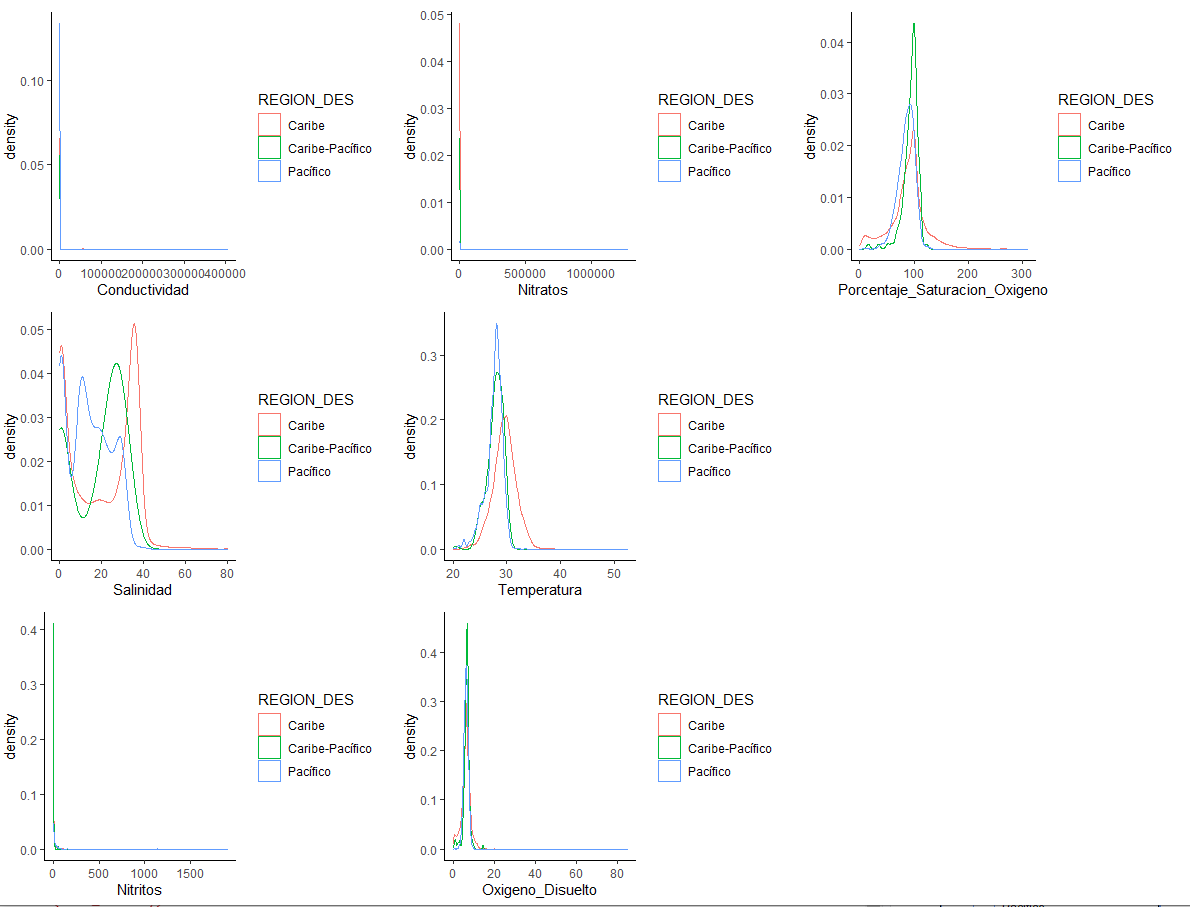 density
0.10
0.05
0.00
0 100000 200000 300000 400000
Conductividad
REGION_DES
Caribe
Caribe-Pacífico
Pacífico
density
0.05
0.04
0.03
0.02
0.01
0.00
0 500000 1000000
Nitratos
REGION_DES
Caribe
Caribe-Pacífico
Pacífico
density
0.04
0.03
0.02
0.01
0.00
0 100 200 300
Porcentaje_Saturacion_Oxigeno
REGION_DES
Caribe
Caribe-Pacífico
Pacífico
density
0.05
0.04
0.03
0.02
0.01
0.00
0 20 40 60 80
Salinidad
REGION_DES
Caribe
Caribe-Pacífico
Pacífico
density
0.3
0.2
0.1
0.0
20 30 40 50
Temperatura
REGION_DES
Caribe
Caribe-Pacífico
Pacífico
density
0.4
0.3
0.2
0.1
0.0
0 500 1000 1500
Nitritos
REGION_DES
Caribe
Caribe-Pacífico
Pacífico
density
0.4
0.3
0.2
0.1
0.0
0 20 40 60 80
Oxigeno_Disuelto
REGION_DES
Caribe
Caribe-Pacífico
Pacífico